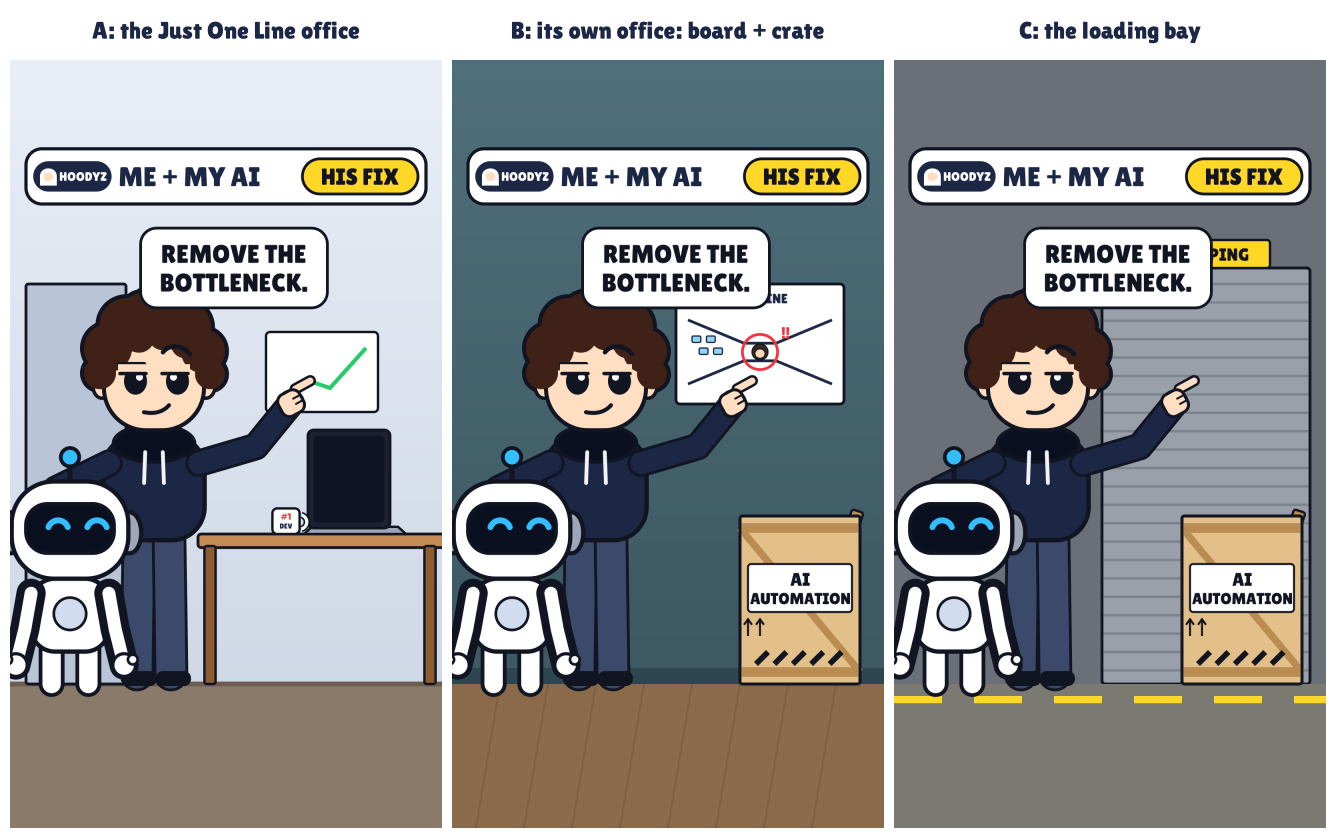 A: the Just One Line office
HOODYZ ME + MY AI HIS FIX
REMOVE THE
BOTTLENECK.
#1
DEV
B: its own office: board + crate
HOODYZ ME + MY AI HIS FIX
REMOVE THE
BOTTLENECK.
!!
AI
AUTOMATION
↑↑
C: the loading bay
HOODYZ ME + MY AI HIS FIX
REMOVE THE
BOTTLENECK.
AI
AUTOMATION
↑↑